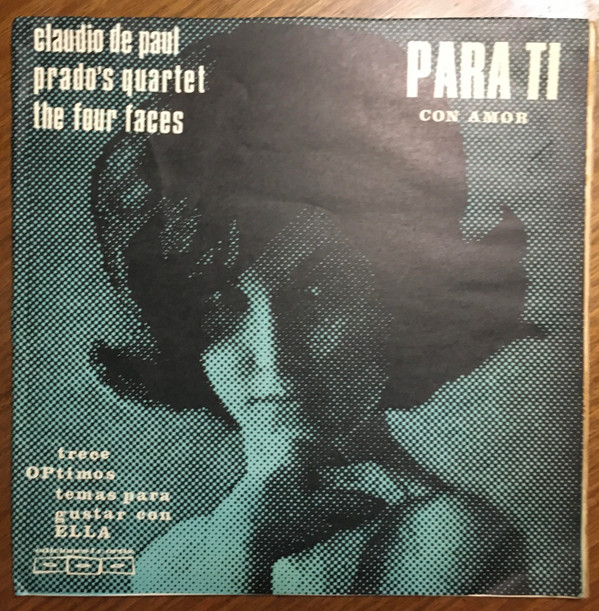 claudio de paul
prado's quartet
the four faces
PARA TI
CON AMOR
trece
OPtimos
temas para
gustar con
ELLA
ediciones